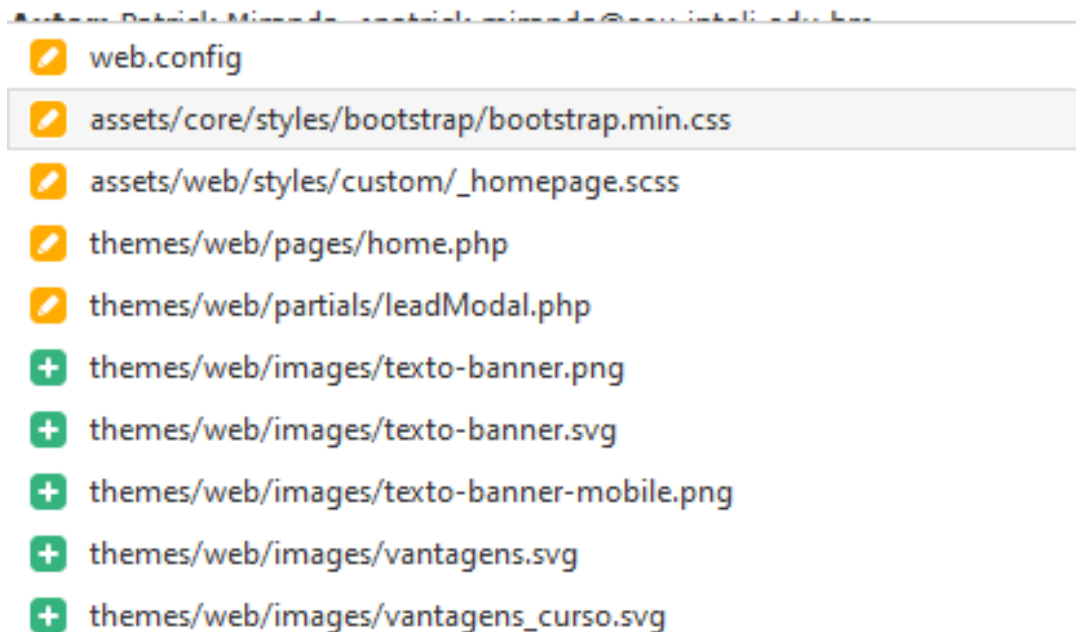 web.config
assets/core/styles/bootstrap/bootstrap.min.css
assets/web/styles/custom/_homepage.scss
themes/web/pages/home.php
themes/web/partials/leadModal.php
themes/web/images/texto-banner.png
themes/web/images/texto-banner.svg
themes/web/images/texto-banner-mobile.png
themes/web/images/vantagens.svg
themes/web/images/vantagens_curso.svg